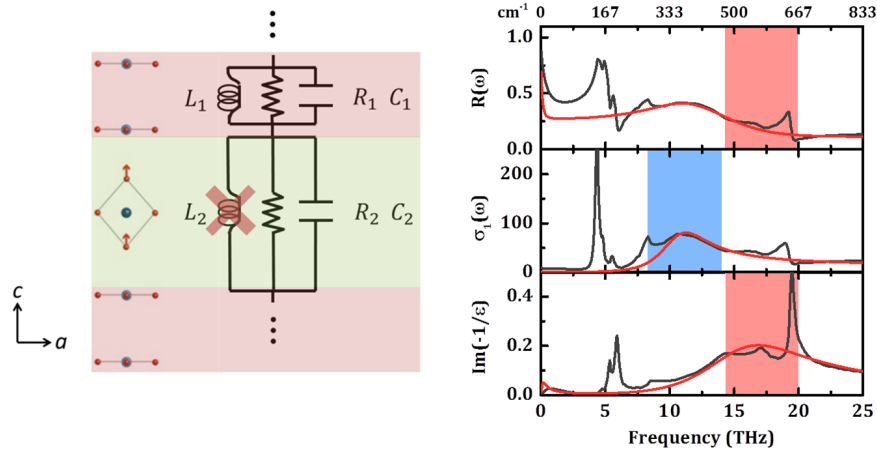 L₁
R₁ C₁
L₂
R₂ C₂
c
a
cm⁻¹ 0 167 333 500 667 833
1.0
0.5
0.0
R(ω)
200
100
0
σ₁(ω)
0.4
0.2
0.0
Im(-1/ε)
0 5 10 15 20 25
Frequency (THz)